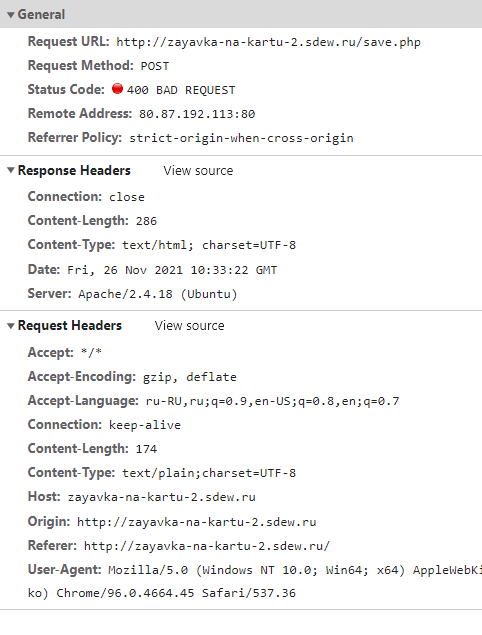 General
Request URL: http://zayavka-na-kartu-2.sdew.ru/save.php
Request Method: POST
Status Code: 400 BAD REQUEST
Remote Address: 80.87.192.113:80
Referrer Policy: strict-origin-when-cross-origin
Response Headers View source
Connection: close
Content-Length: 286
Content-Type: text/html; charset=UTF-8
Date: Fri, 26 Nov 2021 10:33:22 GMT
Server: Apache/2.4.18 (Ubuntu)
Request Headers View source
Accept: */*
Accept-Encoding: gzip, deflate
Accept-Language: ru-RU,ru;q=0.9,en-US;q=0.8,en;q=0.7
Connection: keep-alive
Content-Length: 174
Content-Type: text/plain;charset=UTF-8
Host: zayavka-na-kartu-2.sdew.ru
Origin: http://zayavka-na-kartu-2.sdew.ru
Referer: http://zayavka-na-kartu-2.sdew.ru/
User-Agent: Mozilla/5.0 (Windows NT 10.0; Win64; x64) AppleWebKi
ko) Chrome/96.0.4664.45 Safari/537.36